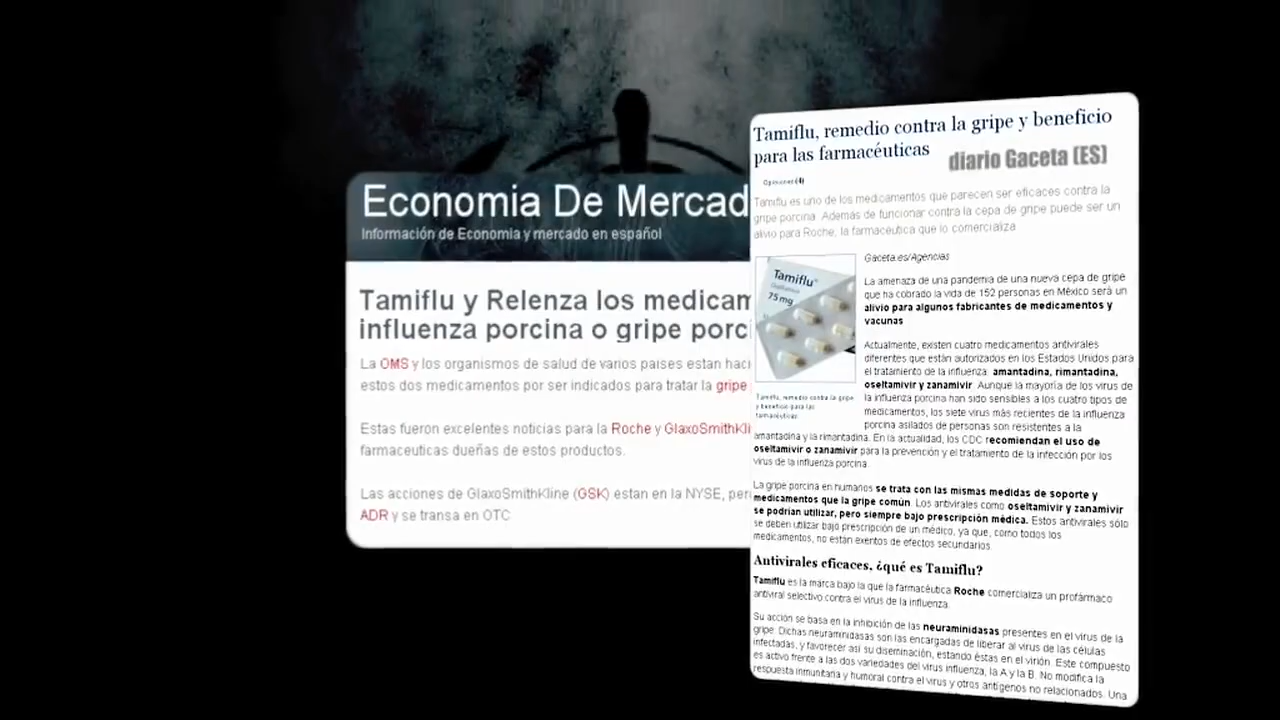 Economia De Mercad
Información de Economia y mercado en español
Tamiflu y Relenza los medicam
influenza porcina o gripe porci
La OMS y los organismos de salud de varios paises estan haci
estos dos medicamentos por ser indicados para tratar la gripe
Estas fueron excelentes noticias para la Roche y GlaxoSmithKli
farmaceuticas dueñas de estos productos.
Las acciones de GlaxoSmithKline (GSK) estan en la NYSE, per
ADR y se transa en OTC
Tamiflu, remedio contra la gripe y beneficio
para las farmacéuticas
diario Gaceta (ES)
Opiniones (4)
Tamiflu es uno de los medicamentos que parecen ser eficaces contra la
gripe porcina. Además de funcionar contra la cepa de gripe puede ser un
alivio para Roche, la farmacéutica que lo comercializa
Tamiflu
75 mg
Tamiflu, remedio contra la gripe
y beneficio para las
farmacéuticas
Gaceta.es/Agencias
La amenaza de una pandemia de una nueva cepa de gripe
que ha cobrado la vida de 152 personas en México será un
alivio para algunos fabricantes de medicamentos y
vacunas
Actualmente, existen cuatro medicamentos antivirales
diferentes que están autorizados en los Estados Unidos para
el tratamiento de la influenza: amantadina, rimantadina,
oseltamivir y zanamivir. Aunque la mayoría de los virus de
la influenza porcina han sido sensibles a los cuatro tipos de
medicamentos, los siete virus más recientes de la influenza
porcina aislados de personas son resistentes a la
amantadina y la rimantadina. En la actualidad, los CDC recomiendan el uso de
oseltamivir o zanamivir para la prevención y el tratamiento de la infección por los
virus de la influenza porcina.
La gripe porcina en humanos se trata con las mismas medidas de soporte y
medicamentos que la gripe común. Los antivirales como oseltamivir y zanamivir
se podrían utilizar, pero siempre bajo prescripción médica. Estos antivirales sólo
se deben utilizar bajo prescripción de un médico, ya que, como todos los
medicamentos, no están exentos de efectos secundarios.
Antivirales eficaces, ¿qué es Tamiflu?
Tamiflu es la marca bajo la que la farmacéutica Roche comercializa un profármaco
antiviral selectivo contra el virus de la influenza.
Su acción se basa en la inhibición de las neuraminidasas presentes en el virus de la
gripe. Dichas neuraminidasas son las encargadas de liberar al virus de las células
infectadas, y favorecer así su diseminación, estando éstas en el virión. Este compuesto
es activo frente a las dos variedades del virus influenza, la A y la B. No modifica la
respuesta inmunitaria y humoral contra el virus y otros antígenos no relacionados. Una